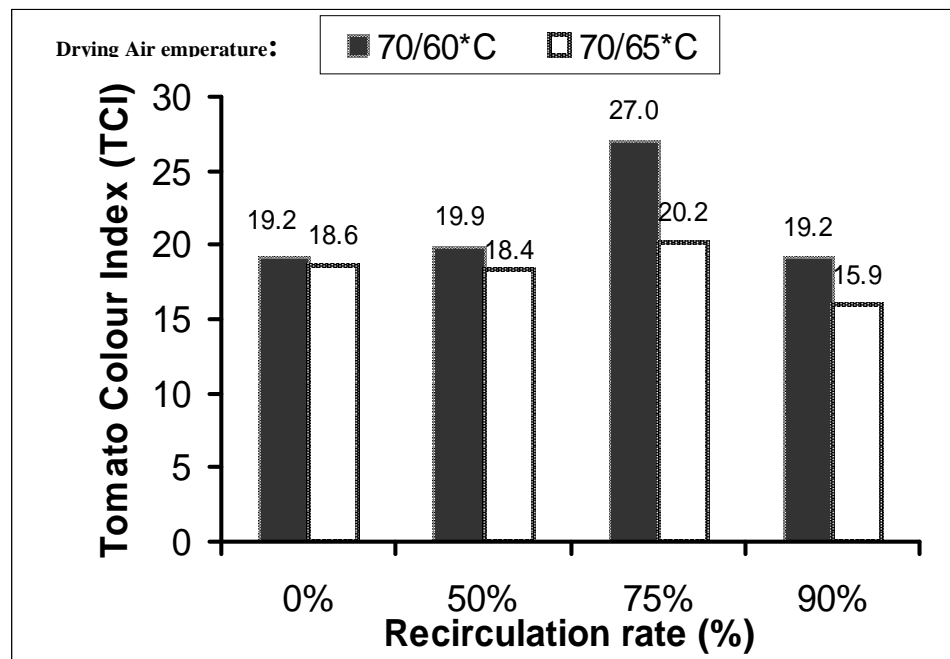 Drying Air emperature: 70/60*C 70/65*C
Tomato Colour Index (TCI)
30
25
20
15
10
5
0
19.2 18.6 19.9 18.4 27.0 20.2 19.2 15.9
0% 50% 75% 90%
Recirculation rate (%)